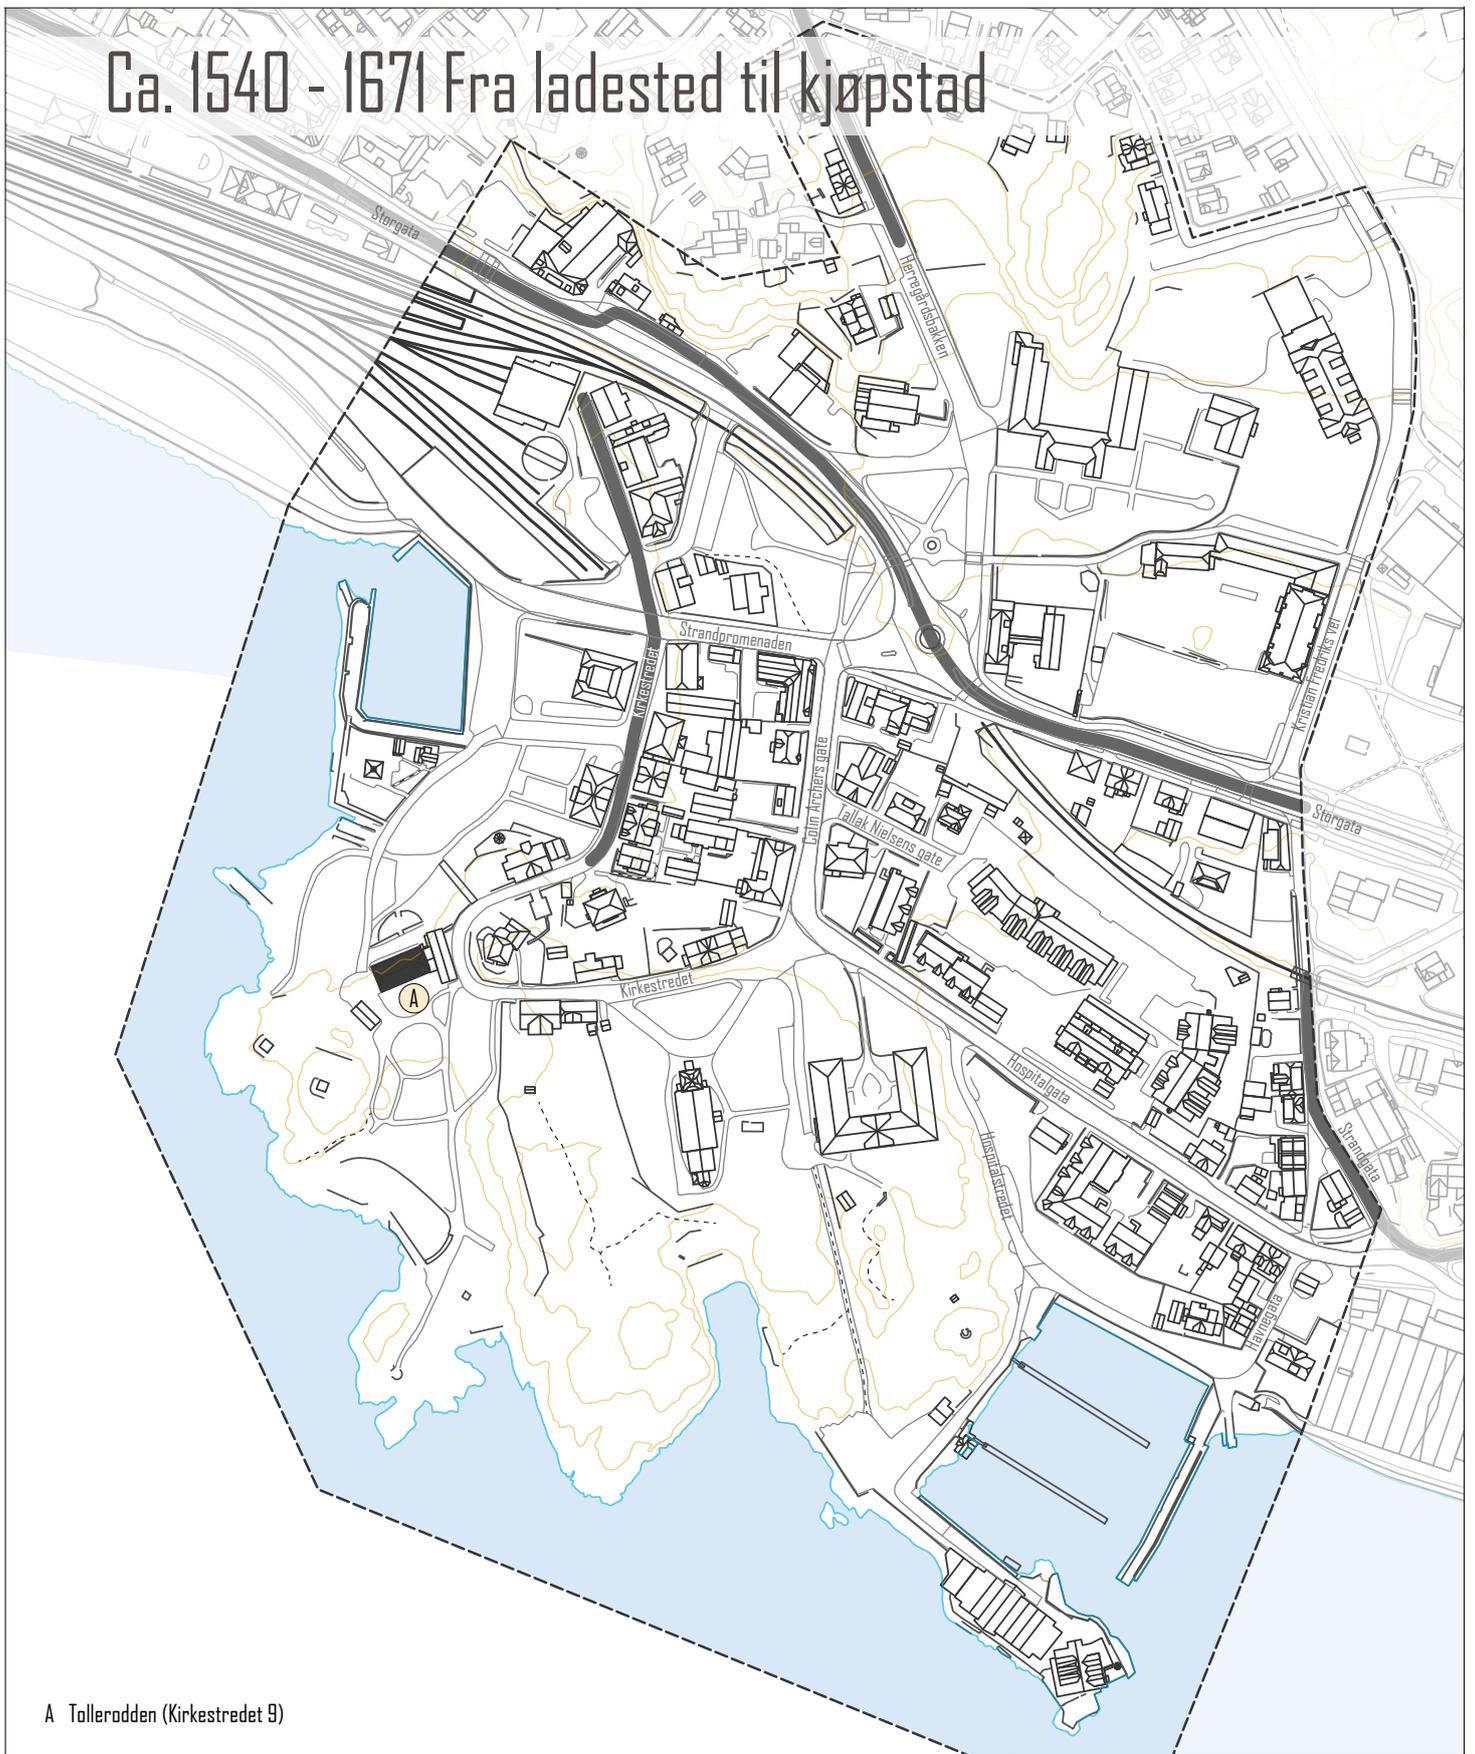 Ca. 1540 - 1671 Fra ladested til kjøpstad
Storgata
Herregårdsbakken
Strandpromenaden
Kirkestredet
Kristian Fredriks vei
Colin Archers gate
Tallak Nielsens gate
Storgata
Kirkestredet
A
Hospitalgata
Hospitalstredet
Strandgata
Havnegata
A Tollerodden (Kirkestredet 9)